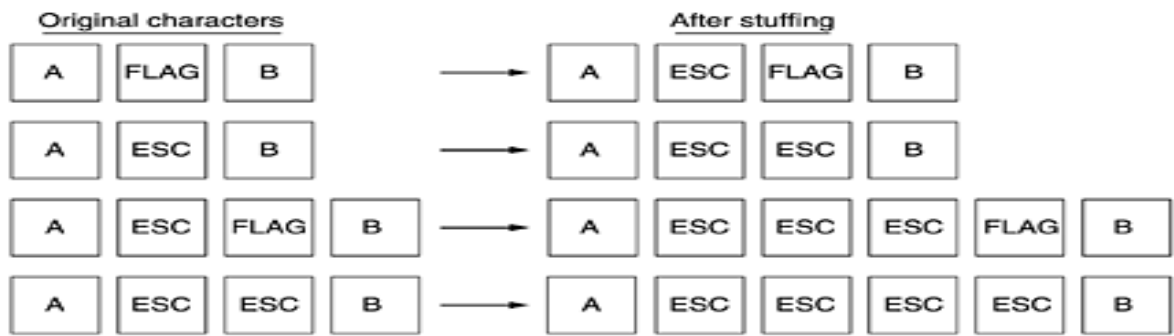 Original characters After stuffing
A FLAG B A ESC FLAG B
A ESC B A ESC ESC B
A ESC FLAG B A ESC ESC ESC FLAG B
A ESC ESC B A ESC ESC ESC ESC B